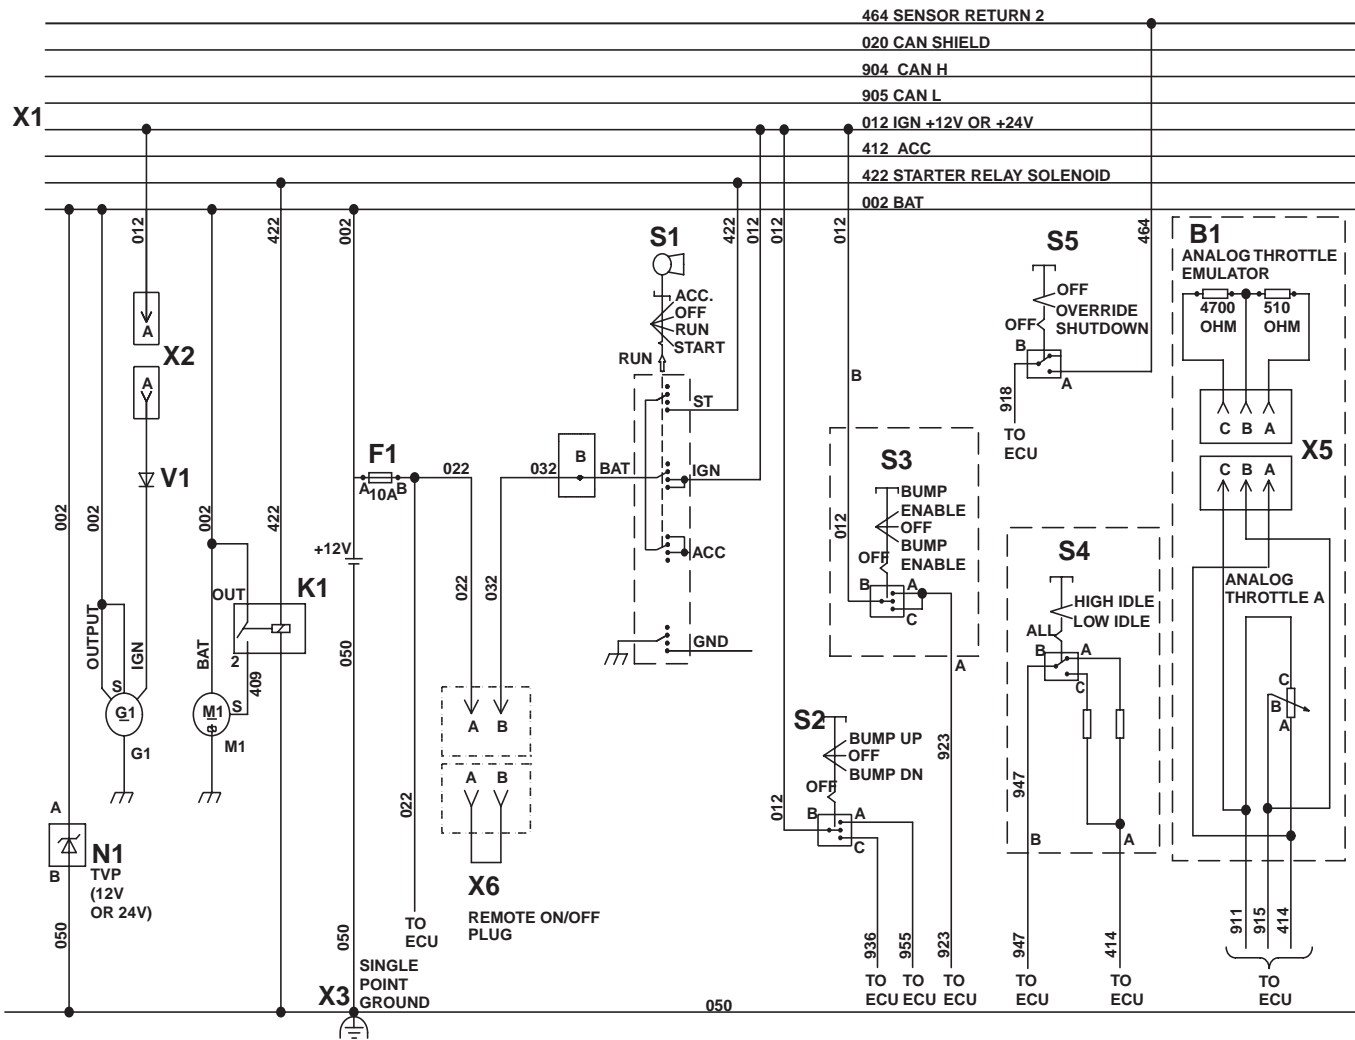 464 SENSOR RETURN 2
020 CAN SHIELD
904 CAN H
905 CAN L
X1
012 IGN +12V OR +24V
412 ACC
422 STARTER RELAY SOLENOID
002 BAT
012
422
002
422
012
012
012
464
S1
ACC.
OFF
RUN
START
RUN
ST
BAT
IGN
ACC
GND
S5
OFF
OVERRIDE
SHUTDOWN
OFF
B
A
918
TO
ECU
B1
ANALOG THROTTLE
EMULATOR
4700
OHM
510
OHM
C B A
X5
C B A
ANALOG
THROTTLE A
C
B
A
911
915
414
TO
ECU
A
X2
A
V1
002
002
002
422
OUTPUT
IGN
S
G1
G1
BAT
OUT
K1
2
409
M1
S
M1
A
N1
B
TVP
(12V
OR 24V)
050
+12V
050
050
F1
A
B
10A
022
032
B
022
032
022
TO
ECU
A B
A B
X6
REMOTE ON/OFF
PLUG
X3
SINGLE
POINT
GROUND
050
B
012
S3
BUMP
ENABLE
OFF
BUMP
ENABLE
OFF
B
A
C
A
923
923
TO
ECU
S2
BUMP UP
OFF
BUMP DN
OFF
012
B
A
C
936
TO
ECU
955
TO
ECU
S4
HIGH IDLE
LOW IDLE
ALL
B
A
C
947
B
A
947
TO
ECU
414
TO
ECU